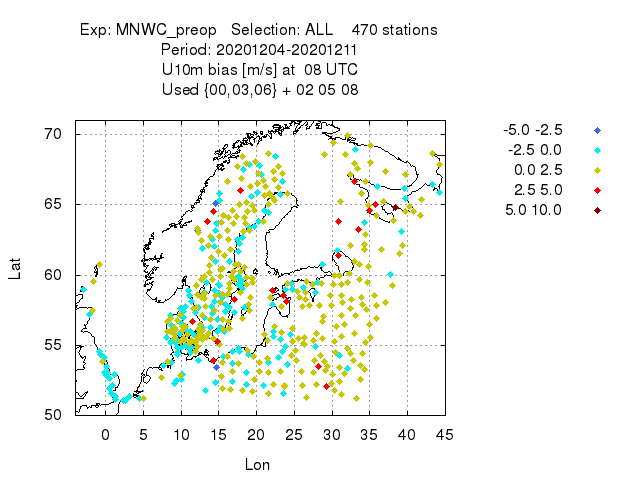 Exp: MNWC_preop   Selection: ALL    470 stations
Period: 20201204-20201211
U10m bias [m/s] at  08 UTC
Used {00,03,06} + 02 05 08
-5.0 -2.5
-2.5 0.0
0.0 2.5
2.5 5.0
5.0 10.0
Lat
70
65
60
55
50
0 5 10 15 20 25 30 35 40 45
Lon